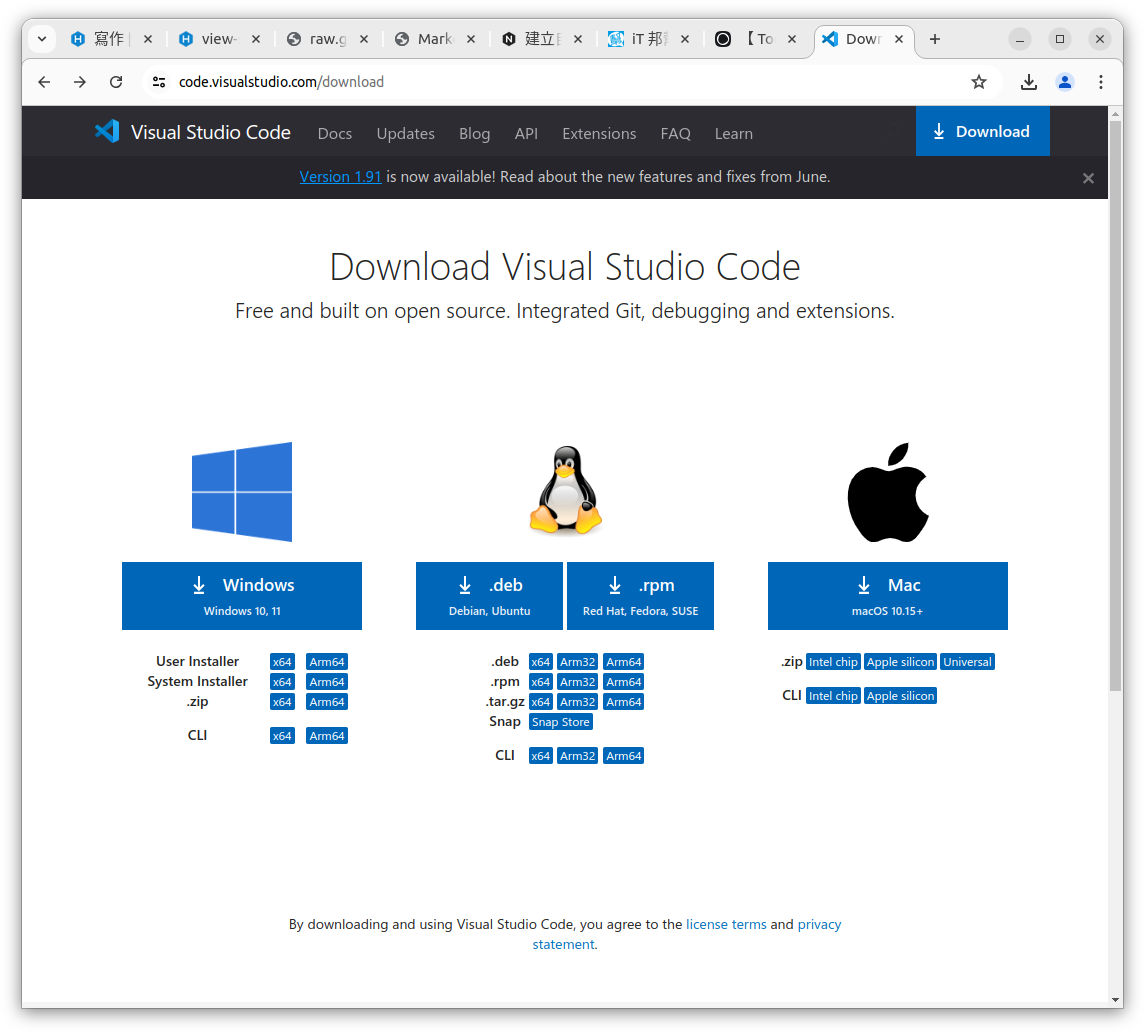 寫作
view-
raw.g
Mark
建立
iT 邦
【 To
Down
code.visualstudio.com/download
Visual Studio Code Docs Updates Blog API Extensions FAQ Learn Download
Version 1.91 is now available! Read about the new features and fixes from June.
Download Visual Studio Code
Free and built on open source. Integrated Git, debugging and extensions.
Windows
Windows 10, 11
User Installer x64 Arm64
System Installer x64 Arm64
.zip x64 Arm64
CLI x64 Arm64
.deb
Debian, Ubuntu
.rpm
Red Hat, Fedora, SUSE
.deb x64 Arm32 Arm64
.rpm x64 Arm32 Arm64
.tar.gz x64 Arm32 Arm64
Snap Snap Store
CLI x64 Arm32 Arm64
Mac
macOS 10.15+
.zip Intel chip Apple silicon Universal
CLI Intel chip Apple silicon
By downloading and using Visual Studio Code, you agree to the license terms and privacy
statement.